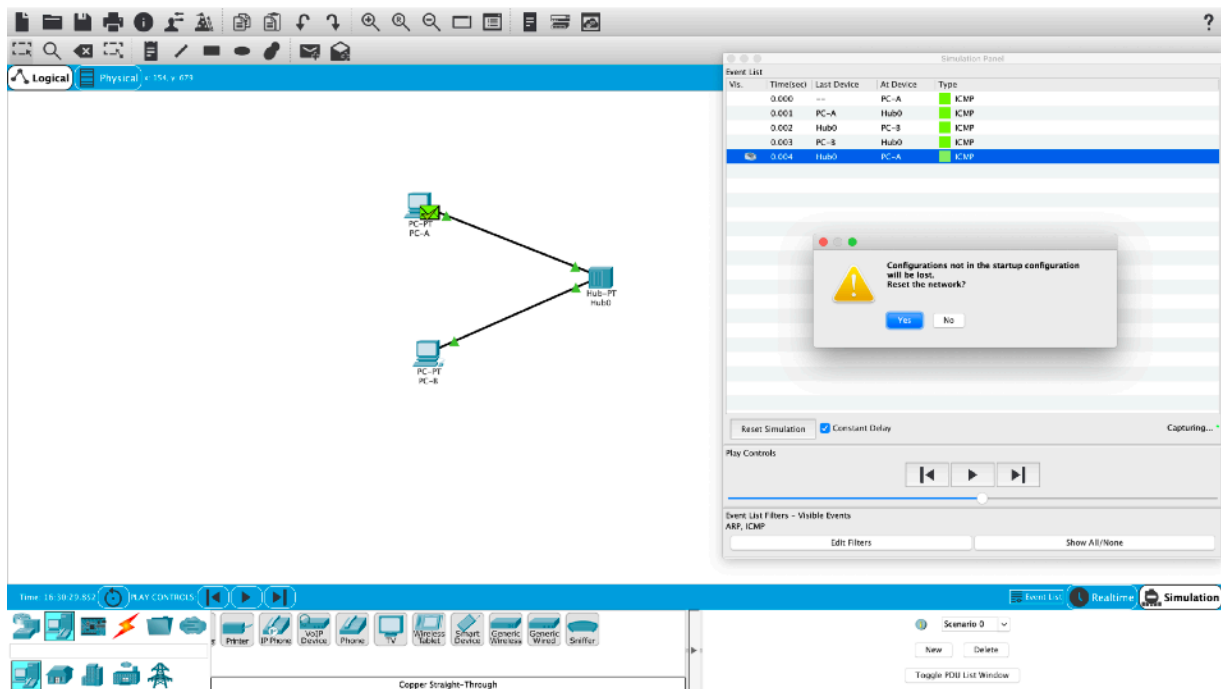 ?
Logical
Physical
x: 154, y: 679
Simulation Panel
Event List
Vis. Time(sec) Last Device At Device Type
0.000 -- PC-A ICMP
0.001 PC-A Hub0 ICMP
0.002 Hub0 PC-B ICMP
0.003 PC-B Hub0 ICMP
0.004 Hub0 PC-A ICMP
PC-PT
PC-A
Hub-PT
Hub0
PC-PT
PC-B
Configurations not in the startup configuration
will be lost.
Reset the network?
Yes No
Reset Simulation Constant Delay Capturing...
Play Controls
Event List Filters - Visible Events
ARP, ICMP
Edit Filters Show All/None
Time: 16:30:29.852 PLAY CONTROLS
Event List Realtime Simulation
Printer
IP Phone
VoIP
Device
Phone
TV
Wireless
Tablet
Smart
Device
Generic
Wireless
Generic
Wired
Sniffer
Copper Straight-Through
Scenario 0
New Delete
Toggle PDU List Window